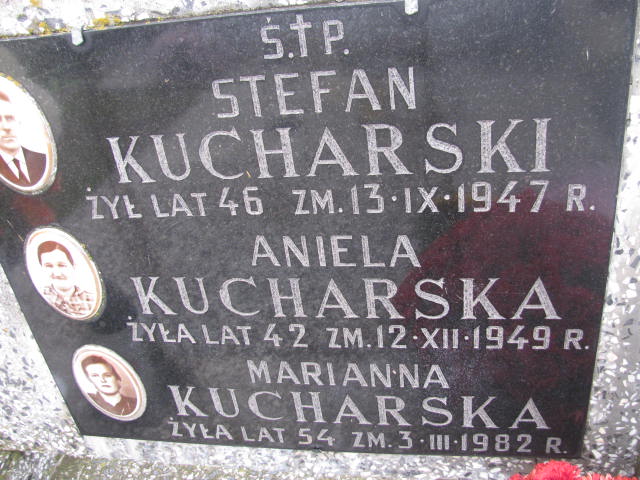 Ś.†P.
STEFAN
KUCHARSKI
ŻYŁ LAT 46 ZM. 13·IX·1947 R.
ANIELA
KUCHARSKA
ŻYŁA LAT 42 ZM. 12·XII·1949 R.
MARIANNA
KUCHARSKA
ŻYŁA LAT 54 ZM. 3·III·1982 R.